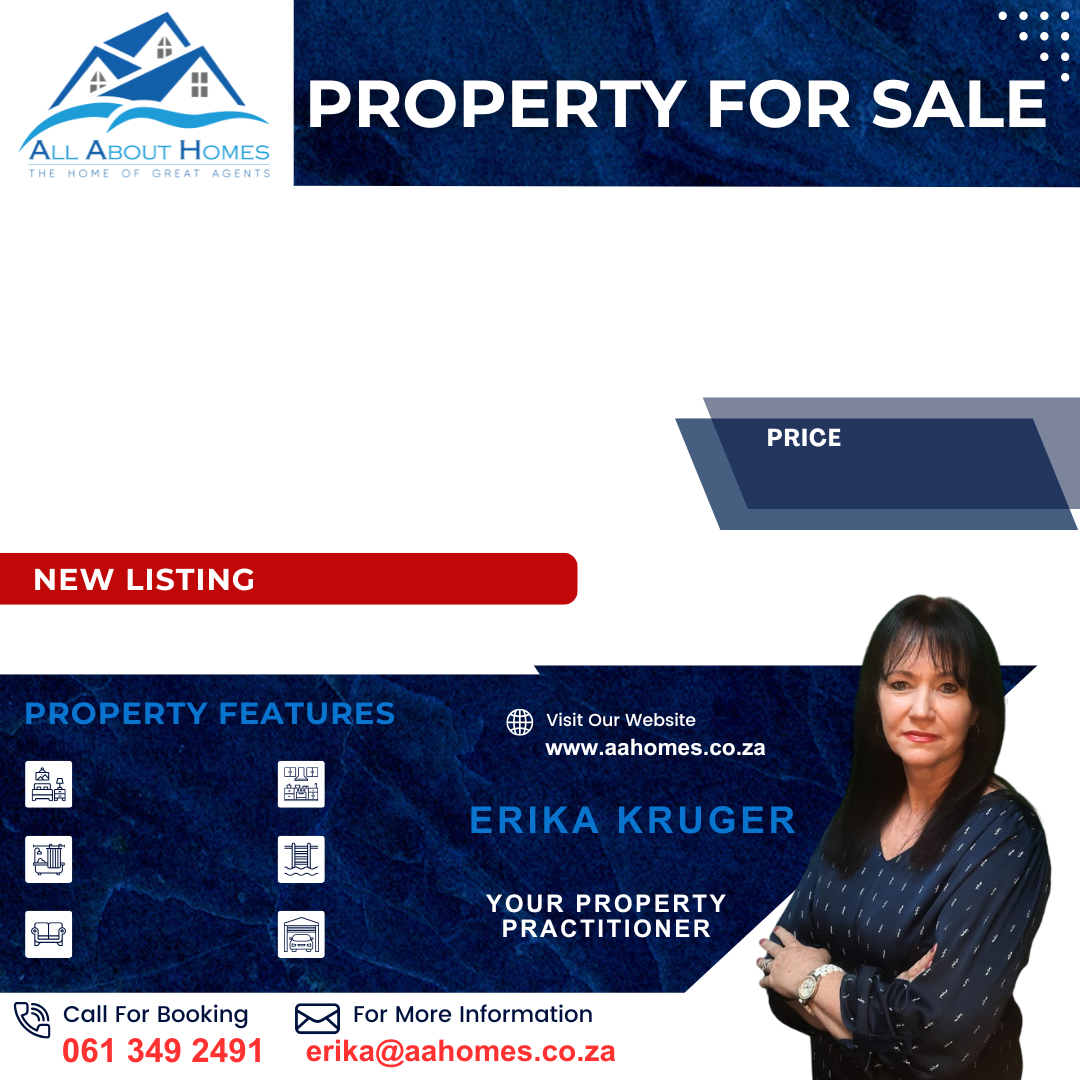 ALL ABOUT HOMES
THE HOME OF GREAT AGENTS
PROPERTY FOR SALE
PRICE
NEW LISTING
PROPERTY FEATURES
Visit Our Website
www.aahomes.co.za
ERIKA KRUGER
YOUR PROPERTY
PRACTITIONER
Call For Booking
061 349 2491
For More Information
erika@aahomes.co.za